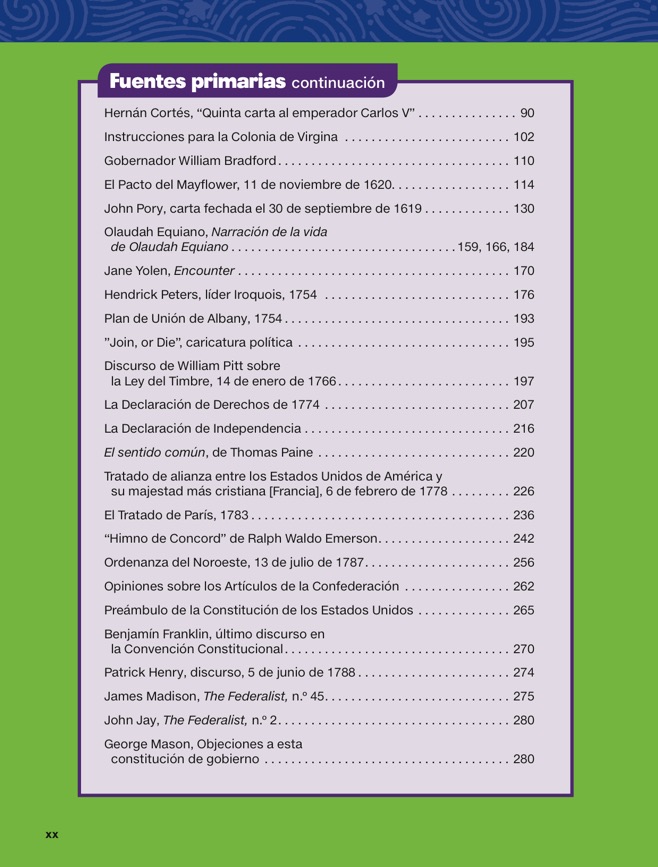 Fuentes primarias continuación
Hernán Cortés, “Quinta carta al emperador Carlos V” . . . . . . . . . . . . . . . 90
Instrucciones para la Colonia de Virgina . . . . . . . . . . . . . . . . . . . . . . . . . 102
Gobernador William Bradford . . . . . . . . . . . . . . . . . . . . . . . . . . . . . . . . . . . 110
El Pacto del Mayflower, 11 de noviembre de 1620. . . . . . . . . . . . . . . . . . 114
John Pory, carta fechada el 30 de septiembre de 1619 . . . . . . . . . . . . . 130
Olaudah Equiano, Narración de la vida
de Olaudah Equiano . . . . . . . . . . . . . . . . . . . . . . . . . . . . . . . . . . 159, 166, 184
Jane Yolen, Encounter . . . . . . . . . . . . . . . . . . . . . . . . . . . . . . . . . . . . . . . . . 170
Hendrick Peters, líder Iroquois, 1754 . . . . . . . . . . . . . . . . . . . . . . . . . . . . 176
Plan de Unión de Albany, 1754 . . . . . . . . . . . . . . . . . . . . . . . . . . . . . . . . . . 193
”Join, or Die”, caricatura política . . . . . . . . . . . . . . . . . . . . . . . . . . . . . . . . 195
Discurso de William Pitt sobre
la Ley del Timbre, 14 de enero de 1766 . . . . . . . . . . . . . . . . . . . . . . . . . . 197
La Declaración de Derechos de 1774 . . . . . . . . . . . . . . . . . . . . . . . . . . . . 207
La Declaración de Independencia . . . . . . . . . . . . . . . . . . . . . . . . . . . . . . . 216
El sentido común, de Thomas Paine . . . . . . . . . . . . . . . . . . . . . . . . . . . . . 220
Tratado de alianza entre los Estados Unidos de América y
su majestad más cristiana [Francia], 6 de febrero de 1778 . . . . . . . . . 226
El Tratado de París, 1783 . . . . . . . . . . . . . . . . . . . . . . . . . . . . . . . . . . . . . . . 236
“Himno de Concord” de Ralph Waldo Emerson. . . . . . . . . . . . . . . . . . . . 242
Ordenanza del Noroeste, 13 de julio de 1787. . . . . . . . . . . . . . . . . . . . . . 256
Opiniones sobre los Artículos de la Confederación . . . . . . . . . . . . . . . . 262
Preámbulo de la Constitución de los Estados Unidos . . . . . . . . . . . . . . 265
Benjamín Franklin, último discurso en
la Convención Constitucional . . . . . . . . . . . . . . . . . . . . . . . . . . . . . . . . . . 270
Patrick Henry, discurso, 5 de junio de 1788 . . . . . . . . . . . . . . . . . . . . . . . 274
James Madison, The Federalist, n.º 45. . . . . . . . . . . . . . . . . . . . . . . . . . . . 275
John Jay, The Federalist, n.º 2. . . . . . . . . . . . . . . . . . . . . . . . . . . . . . . . . . . 280
George Mason, Objeciones a esta
constitución de gobierno . . . . . . . . . . . . . . . . . . . . . . . . . . . . . . . . . . . . . 280
xx